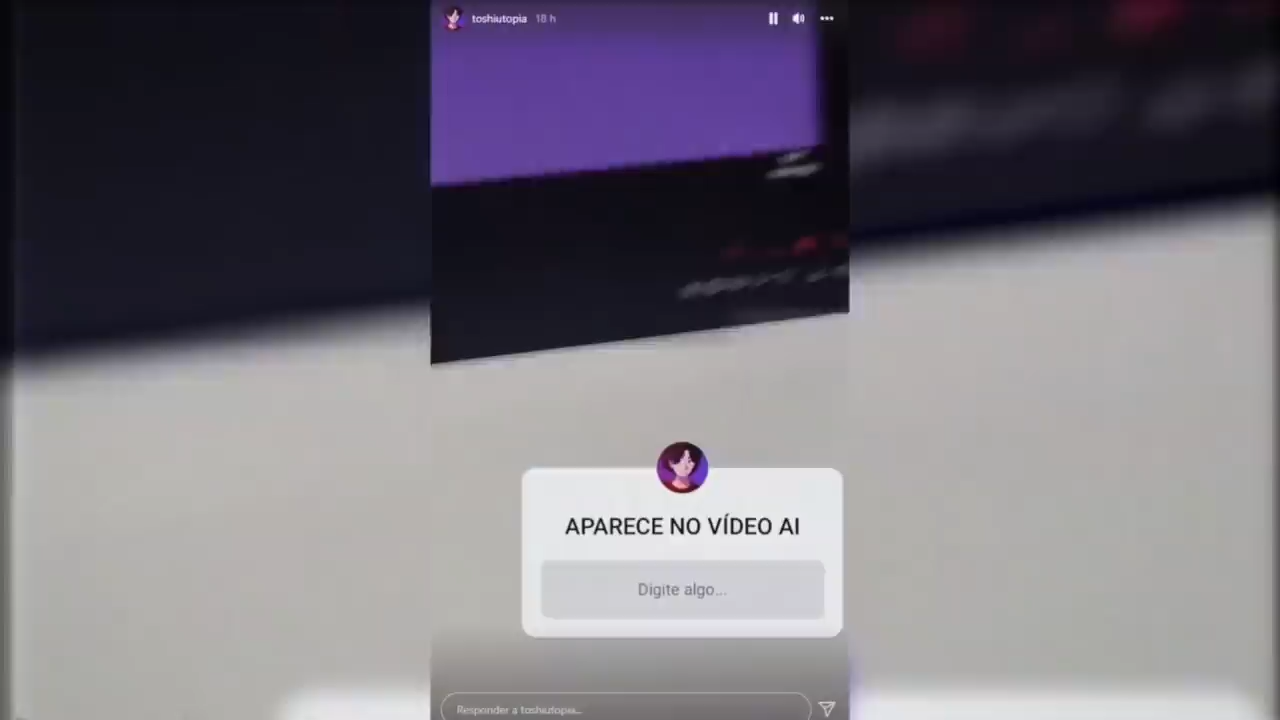 toshiutopia 18 h
APARECE NO VÍDEO AI
Digite algo...
Responder a toshiutopia...